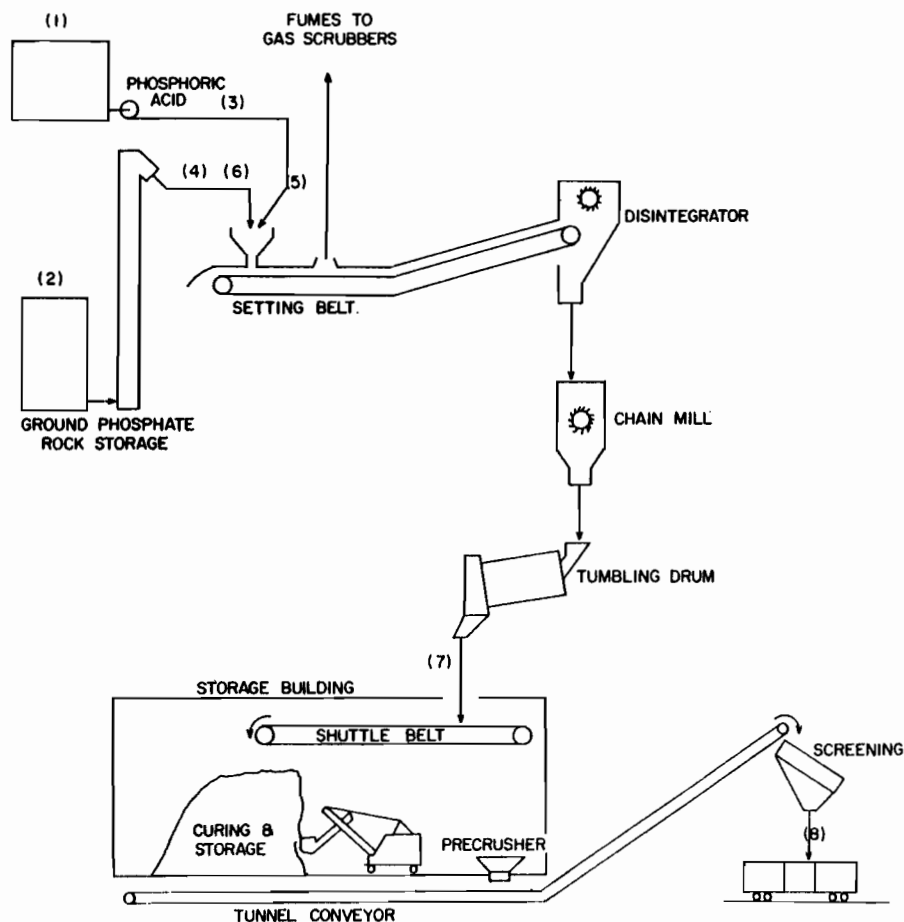 (1)
FUMES TO
GAS SCRUBBERS
PHOSPHORIC
ACID
(3)
(4)
(6)
(5)
DISINTEGRATOR
(2)
SETTING BELT.
GROUND PHOSPHATE
ROCK STORAGE
CHAIN MILL
TUMBLING DRUM
(7)
STORAGE BUILDING
SHUTTLE BELT
SCREENING
CURING &
STORAGE
PRECRUSHER
(8)
TUNNEL CONVEYOR